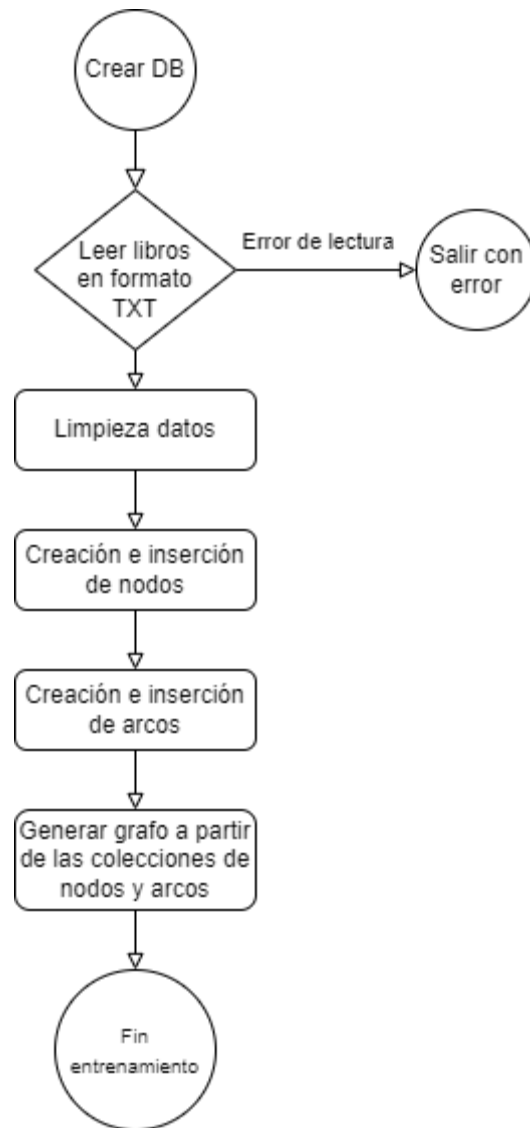 Crear DB
Leer libros
en formato
TXT
Error de lectura
Salir con
error
Limpieza datos
Creación e inserción
de nodos
Creación e inserción
de arcos
Generar grafo a partir
de las colecciones de
nodos y arcos
Fin
entrenamiento